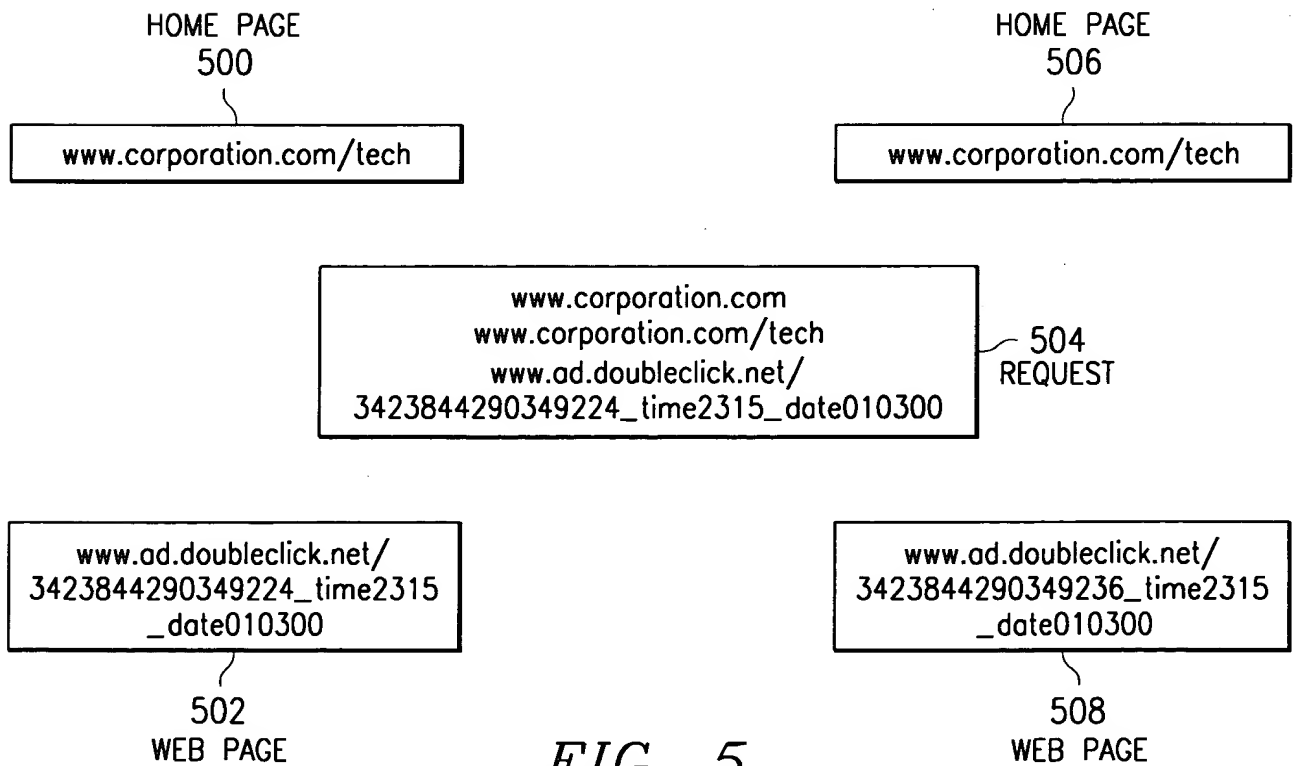 HOME PAGE
500
www.corporation.com/tech
HOME PAGE
506
www.corporation.com/tech
www.corporation.com
www.corporation.com/tech
www.ad.doubleclick.net/
3423844290349224_time2315_date010300
504
REQUEST
www.ad.doubleclick.net/
3423844290349224_time2315
_date010300
502
WEB PAGE
www.ad.doubleclick.net/
3423844290349236_time2315
_date010300
508
WEB PAGE
FIG. 5